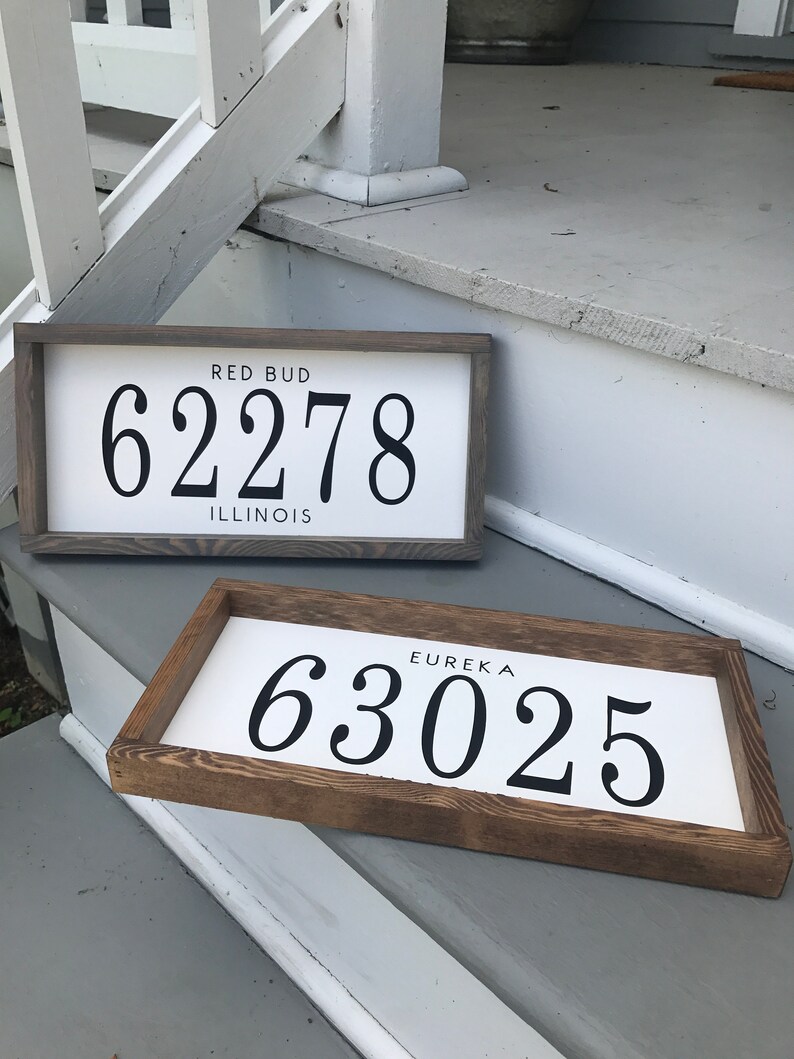 RED BUD
62278
ILLINOIS
EUREKA
63025